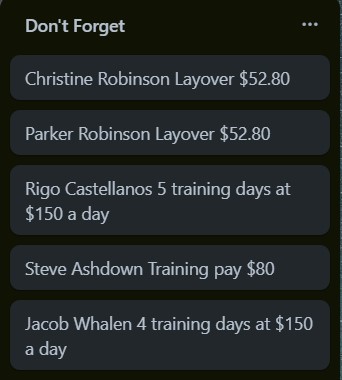 Don't Forget
Christine Robinson Layover $52.80
Parker Robinson Layover $52.80
Rigo Castellanos 5 training days at
$150 a day
Steve Ashdown Training pay $80
Jacob Whalen 4 training days at $150
a day